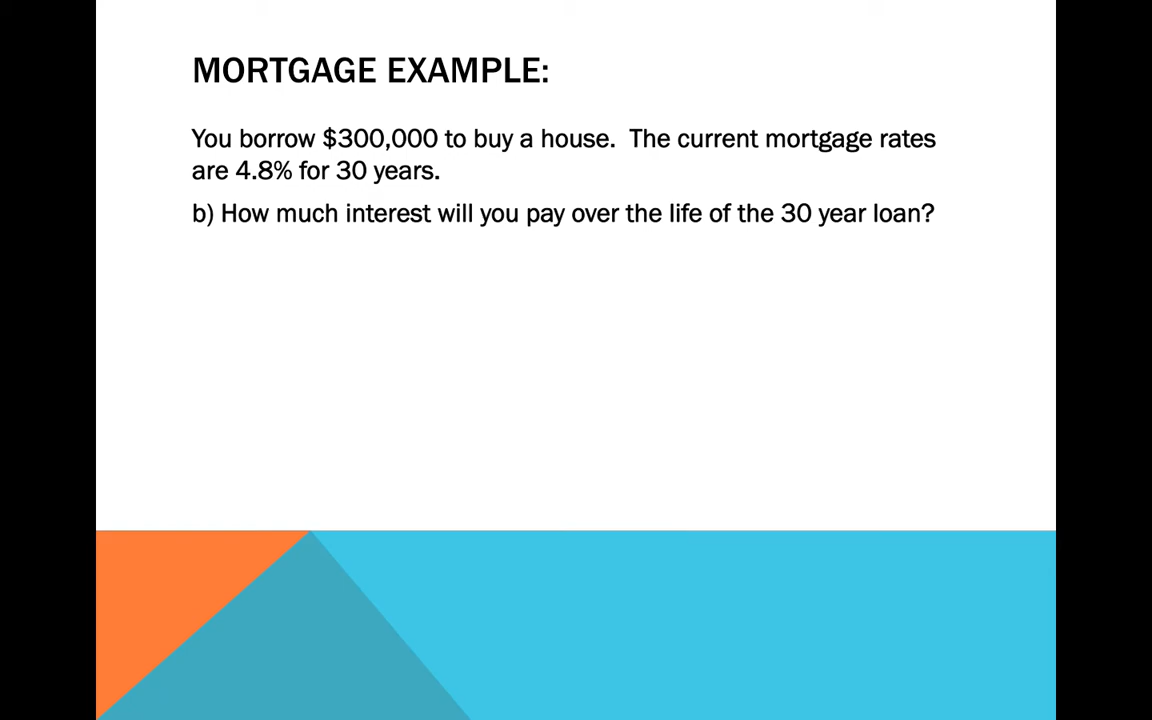 MORTGAGE EXAMPLE:
You borrow $300,000 to buy a house.  The current mortgage rates
are 4.8% for 30 years.
b) How much interest will you pay over the life of the 30 year loan?